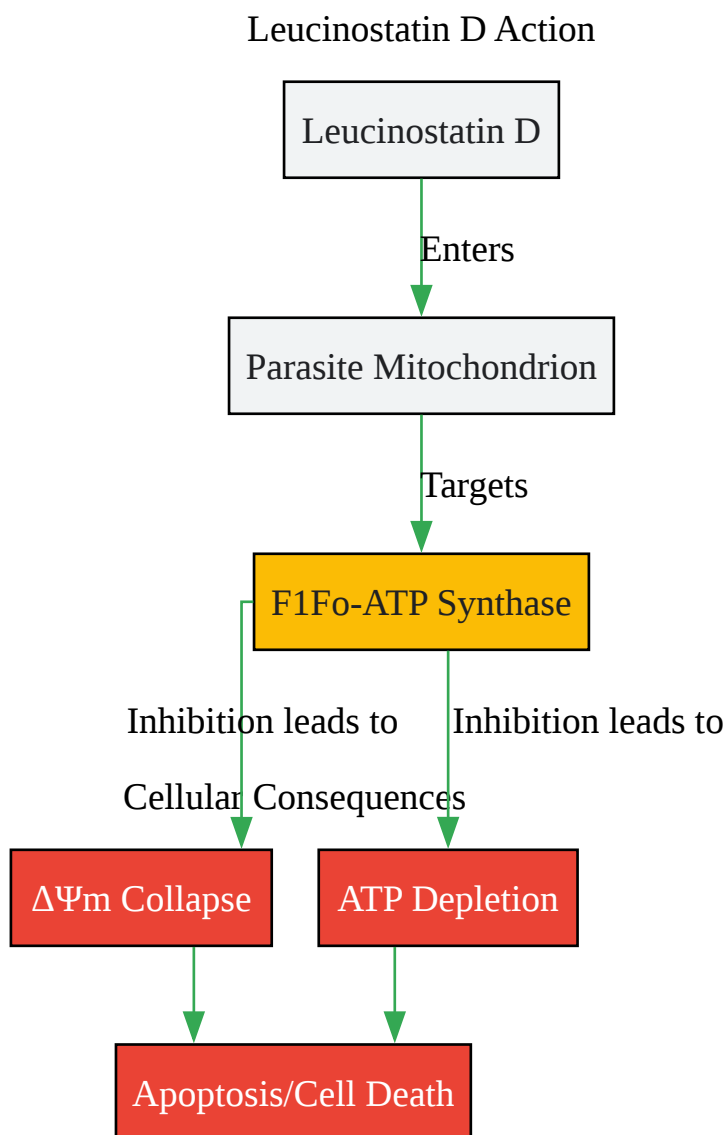 Leucinostatin D Action
Leucinostatin D
Enters
Parasite Mitochondrion
Targets
F1Fo-ATP Synthase
Inhibition leads to
Inhibition leads to
Cellular Consequences
ΔΨm Collapse
ATP Depletion
Apoptosis/Cell Death